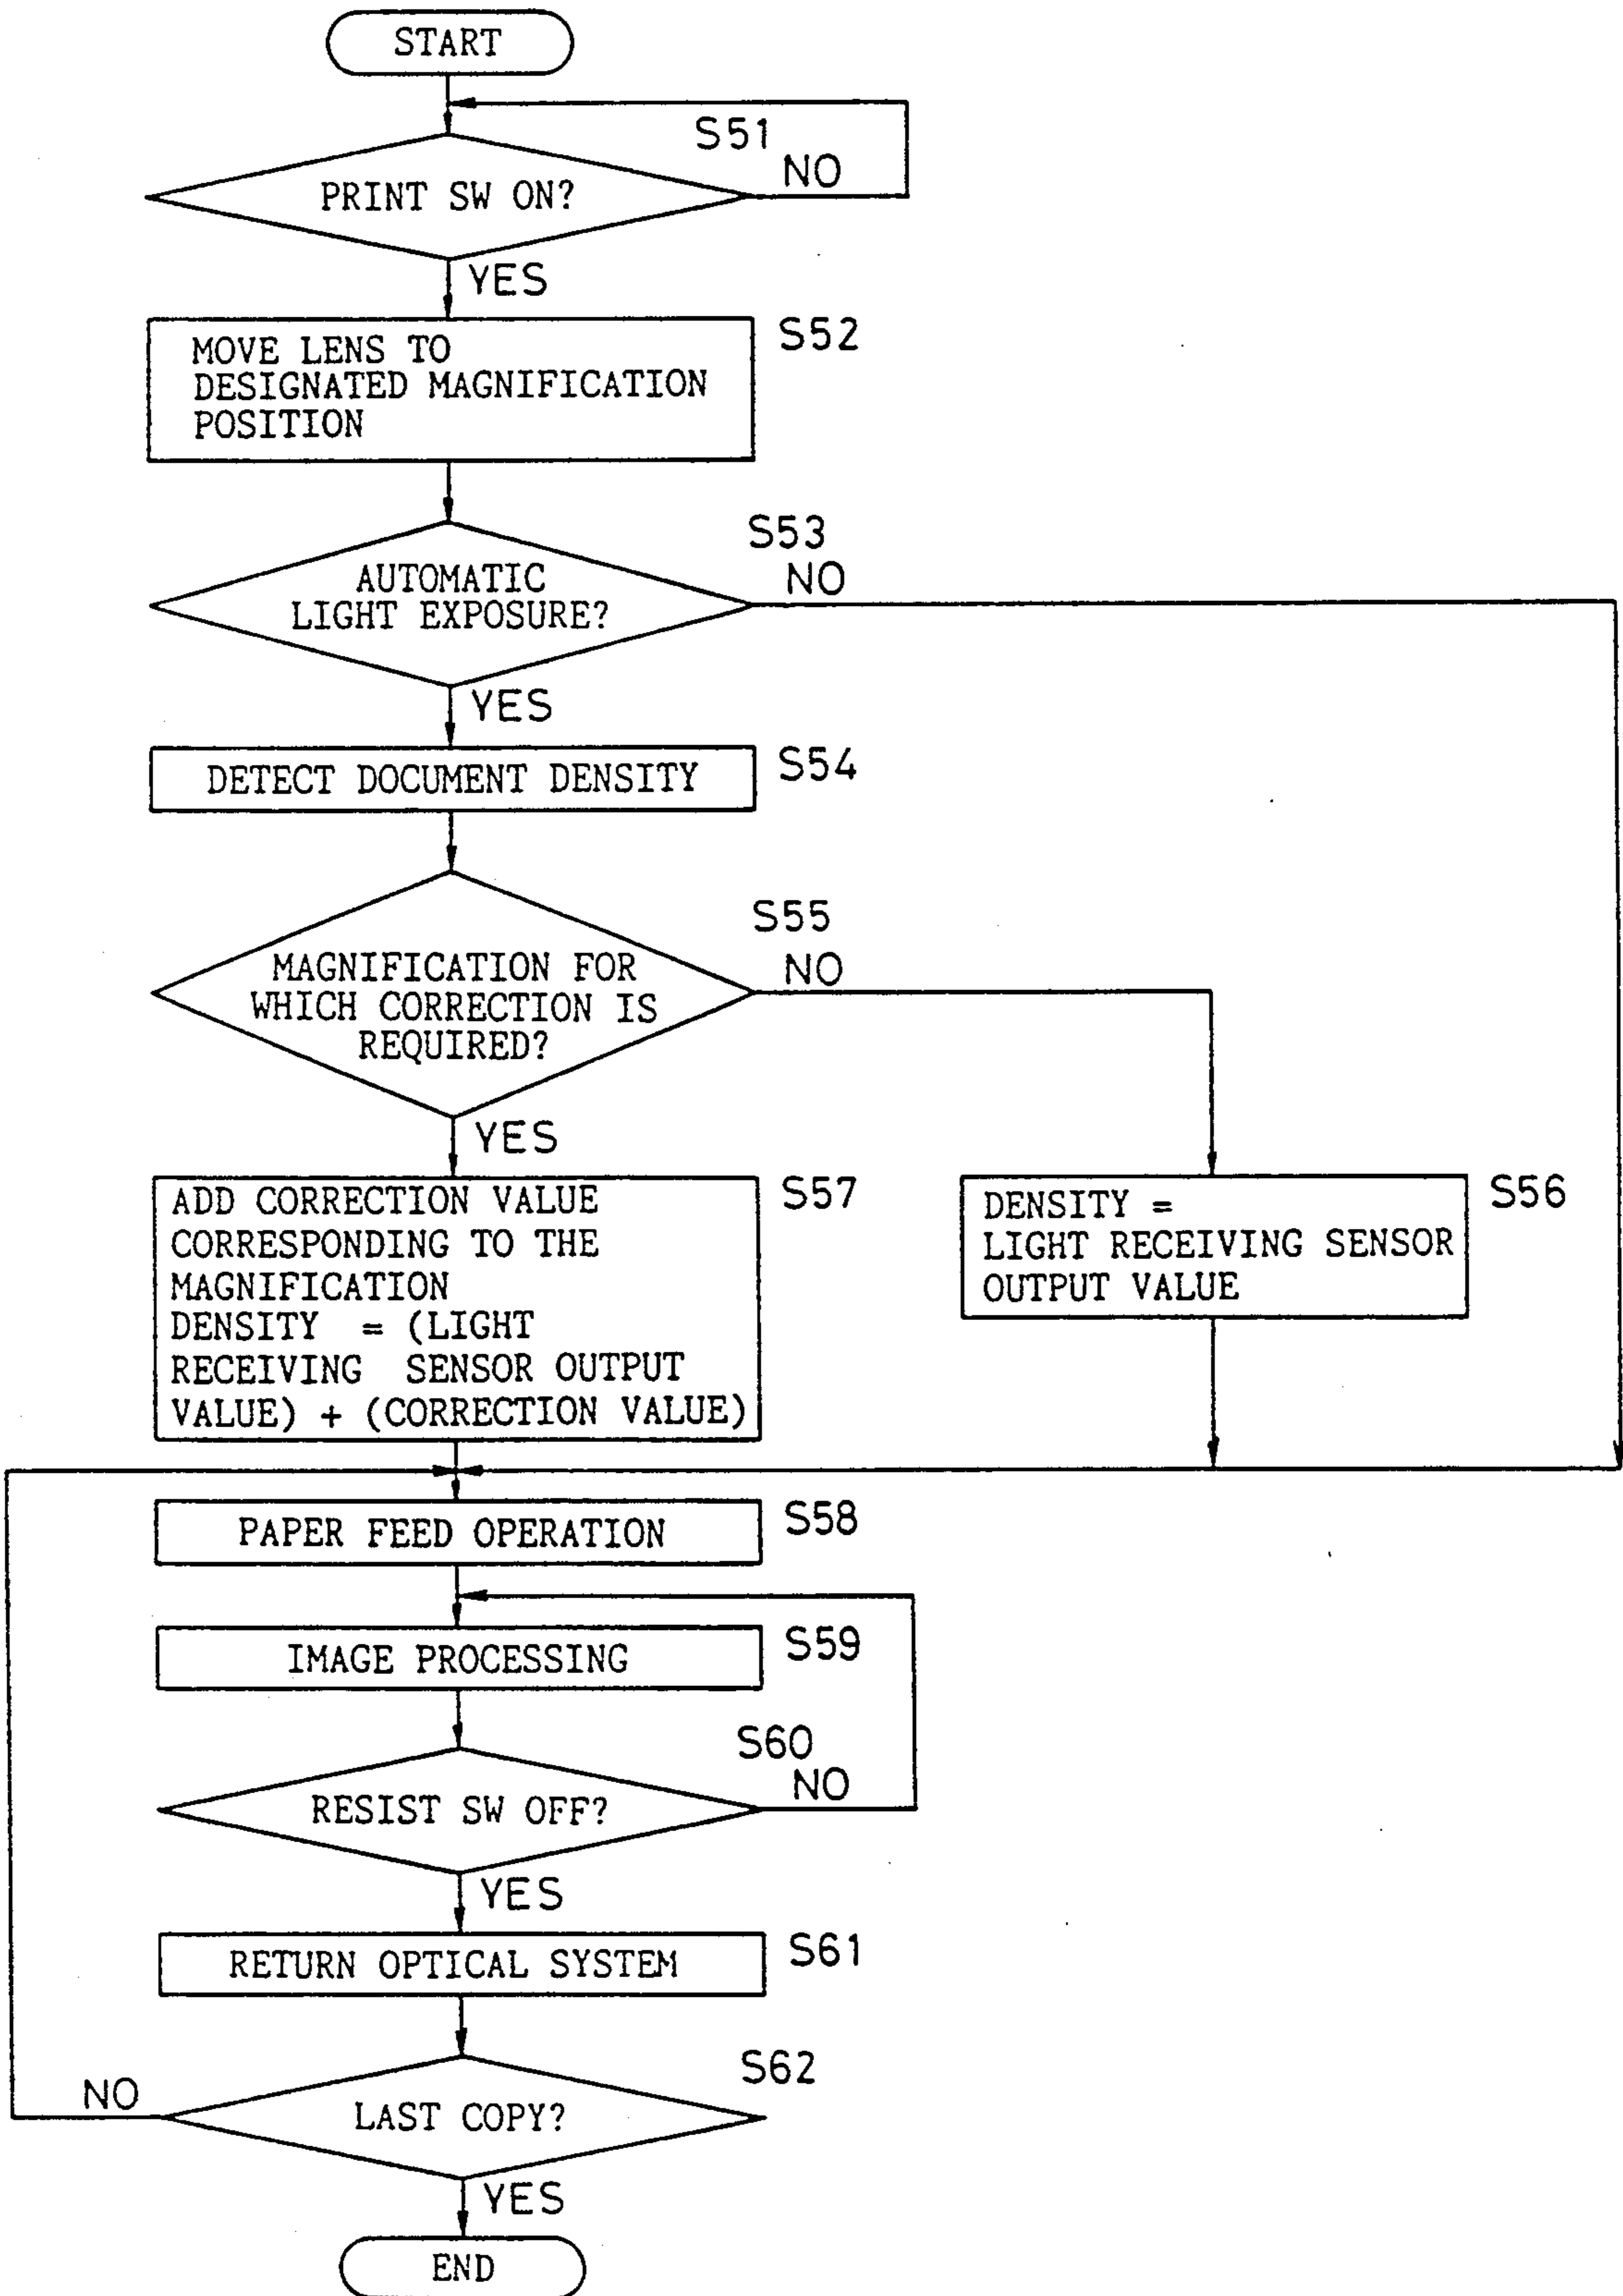 START
S51
NO
PRINT SW ON?
YES
S52
MOVE LENS TO
DESIGNATED MAGNIFICATION
POSITION
S53
NO
AUTOMATIC
LIGHT EXPOSURE?
YES
S54
DETECT DOCUMENT DENSITY
S55
NO
MAGNIFICATION FOR
WHICH CORRECTION IS
REQUIRED?
YES
S57
ADD CORRECTION VALUE
CORRESPONDING TO THE
MAGNIFICATION
DENSITY = (LIGHT
RECEIVING SENSOR OUTPUT
VALUE) + (CORRECTION VALUE)
S56
DENSITY =
LIGHT RECEIVING SENSOR
OUTPUT VALUE
S58
PAPER FEED OPERATION
S59
IMAGE PROCESSING
S60
NO
RESIST SW OFF?
YES
S61
RETURN OPTICAL SYSTEM
S62
NO
LAST COPY?
YES
END